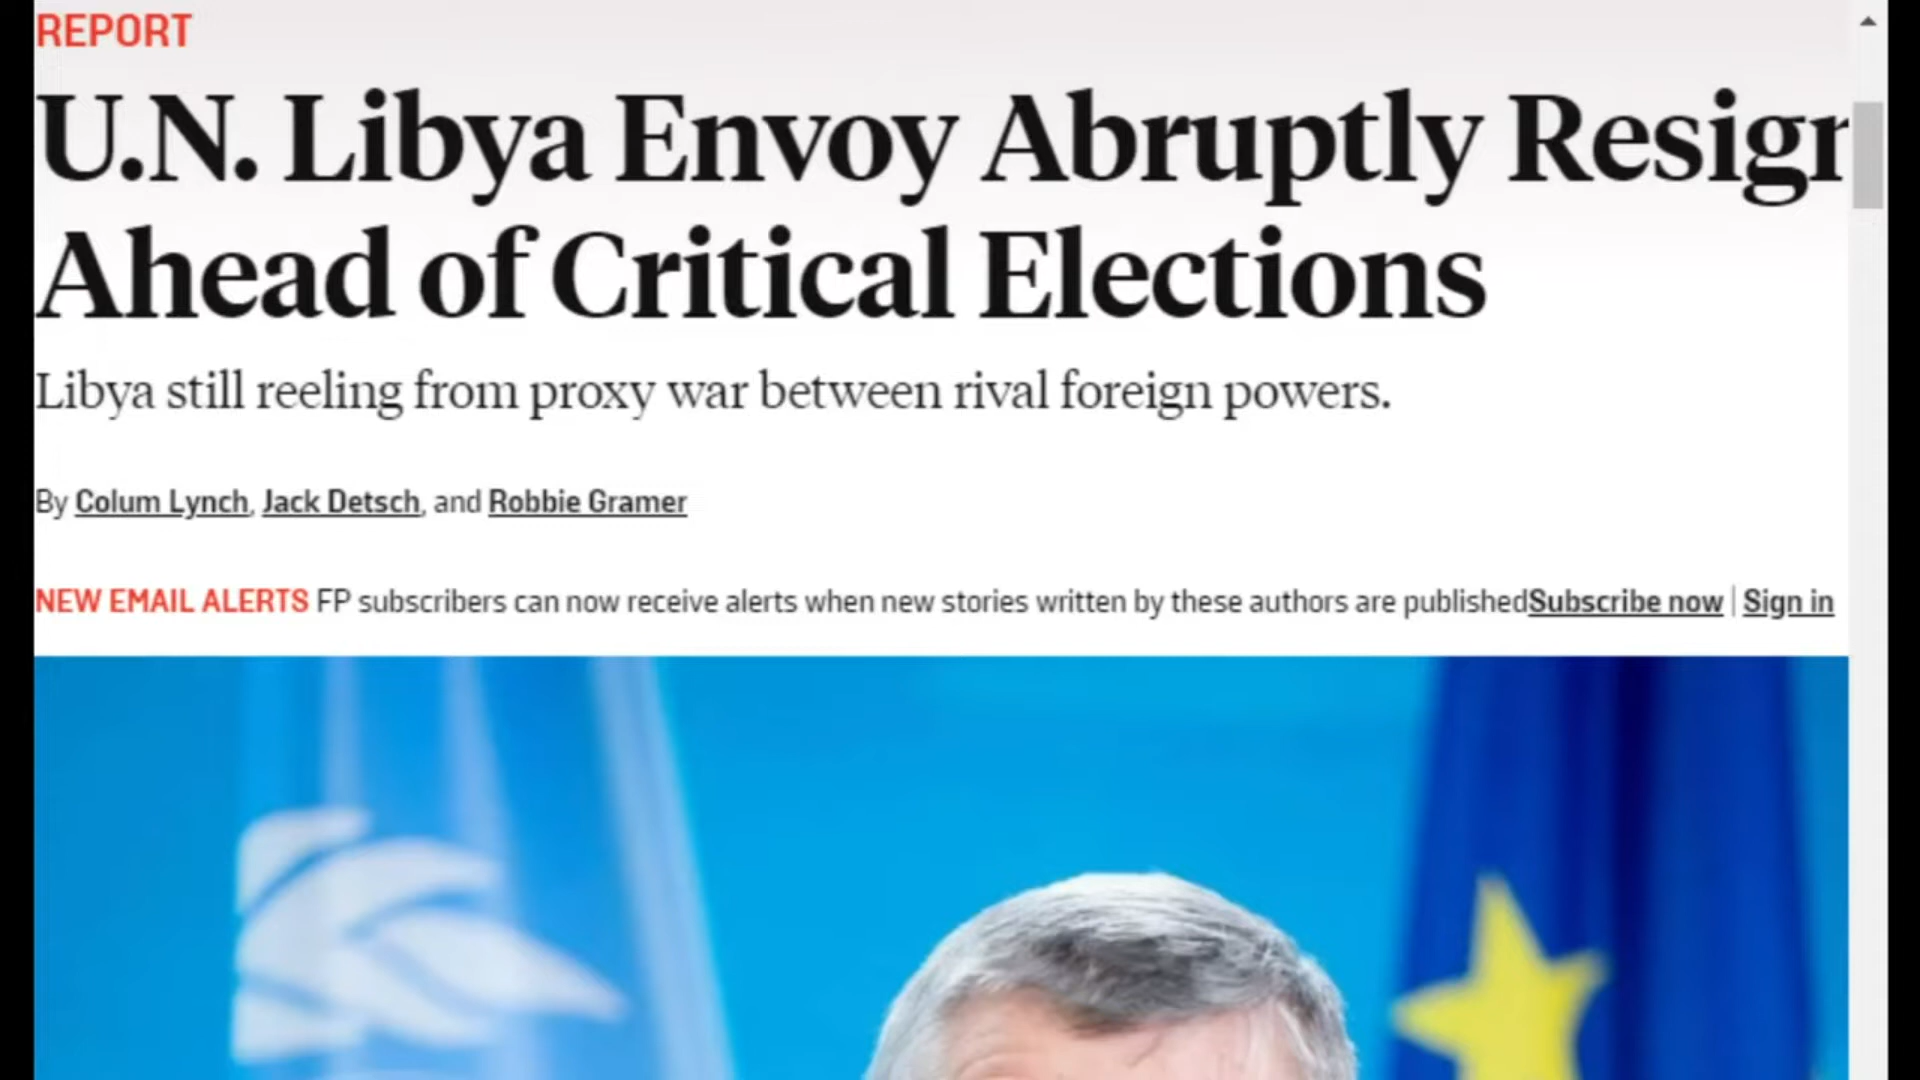 REPORT
U.N. Libya Envoy Abruptly Resign
Ahead of Critical Elections
Libya still reeling from proxy war between rival foreign powers.
By Colum Lynch, Jack Detsch, and Robbie Gramer
NEW EMAIL ALERTS FP subscribers can now receive alerts when new stories written by these authors are publishedSubscribe now | Sign in